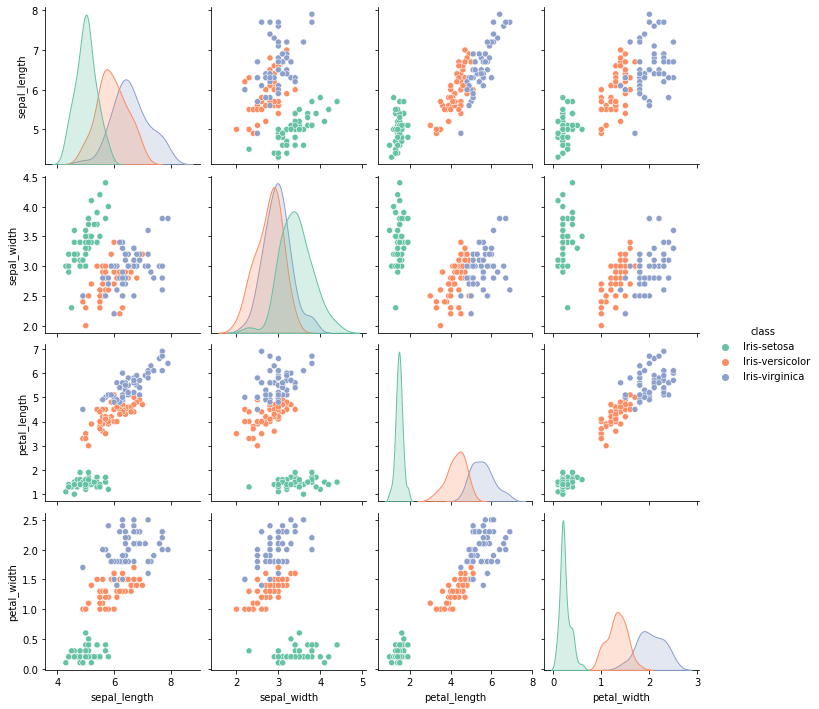 8
7
6
5
sepal_length
4.5
4.0
3.5
3.0
2.5
2.0
sepal_width
class
Iris-setosa
Iris-versicolor
Iris-virginica
7
6
5
4
3
2
1
petal_length
2.5
2.0
1.5
1.0
0.5
0.0
petal_width
4 6 8
2 3 4
2 4 6 8
0 1 2 3
sepal_length
sepal_width
petal_length
petal_width